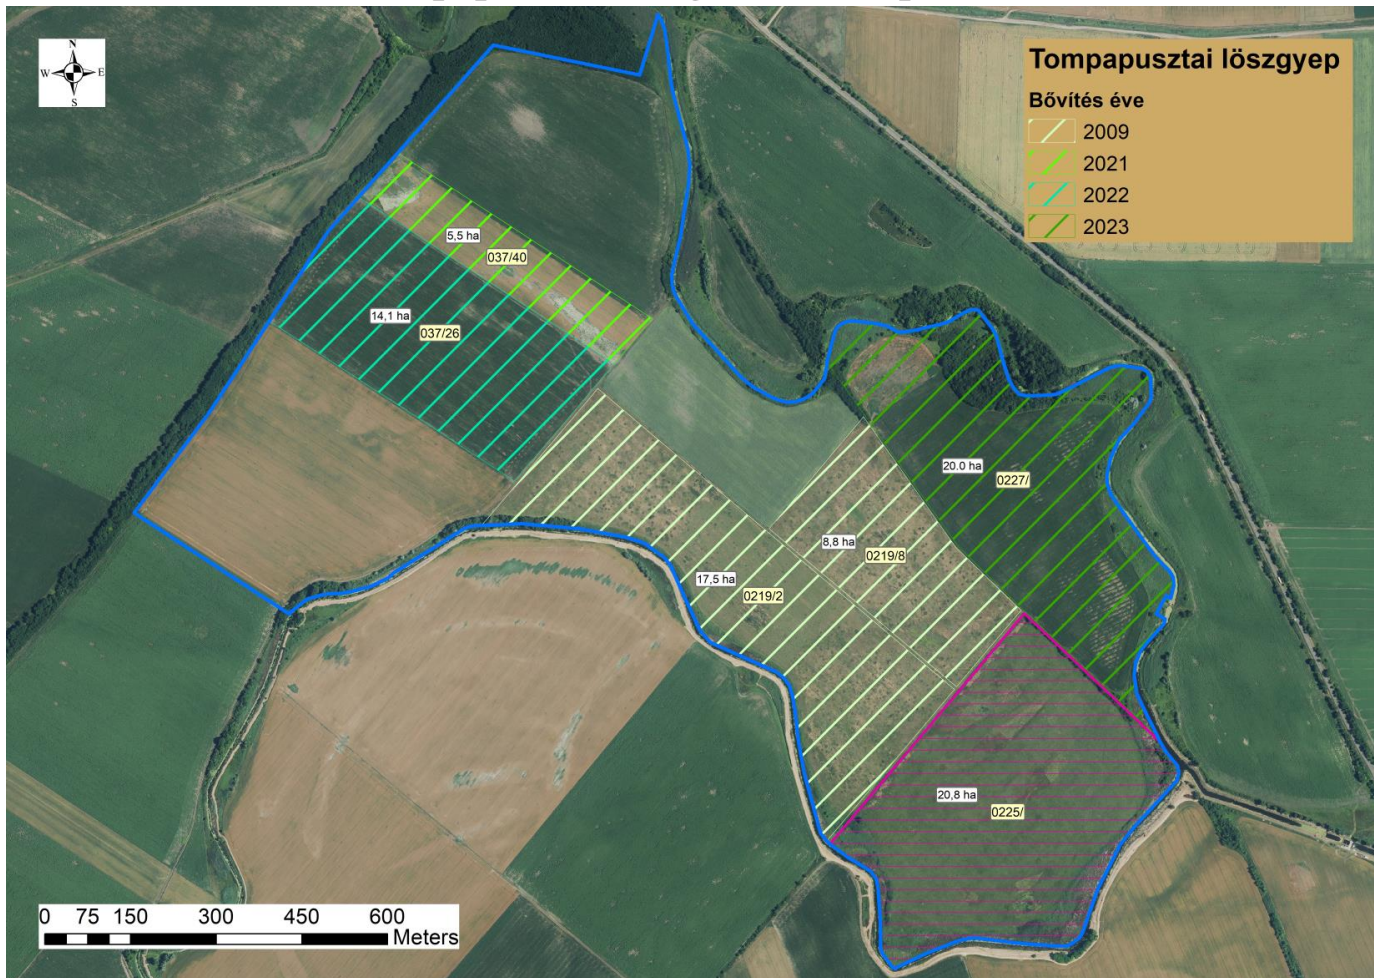 N
W E
S
Tompapusztai löszgyep
Bővítés éve
2009
2021
2022
2023
5,5 ha
037/40
14,1 ha
037/26
20.0 ha
0227/
8,8 ha
0219/8
17,5 ha
0219/2
20,8 ha
0225/
0 75 150 300 450 600
Meters